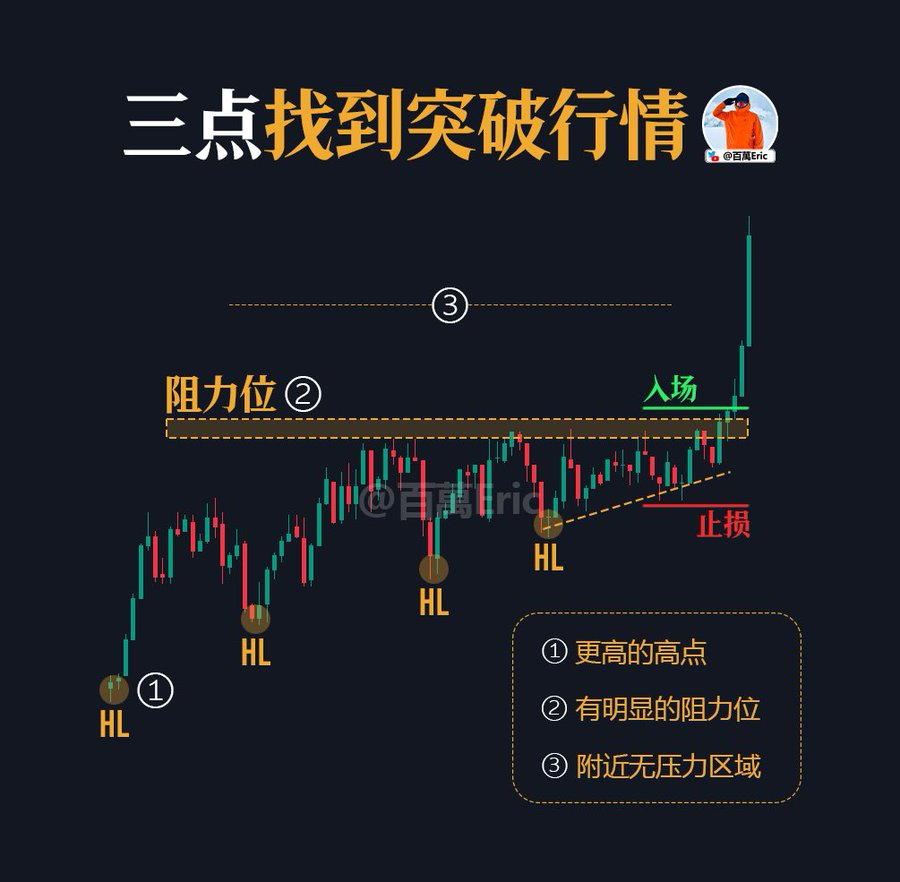 三点找到突破行情
@百萬Eric
③
阻力位②
入场
@百萬Eric
止损
HL
HL
HL
①
HL
① 更高的高点
② 有明显的阻力位
③ 附近无压力区域